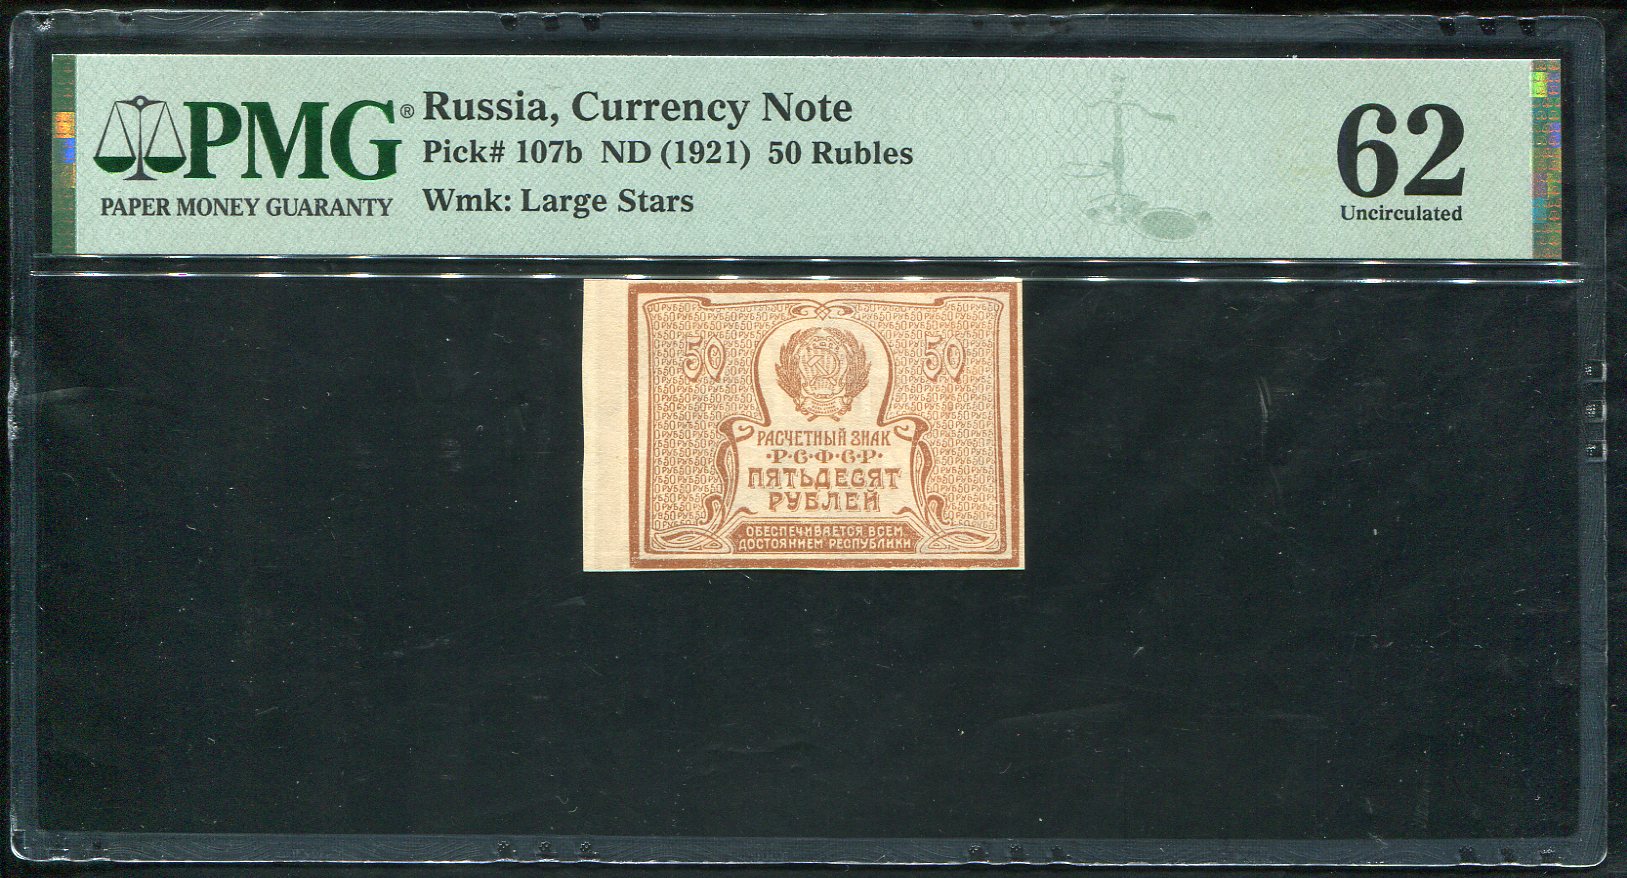 PMG®
PAPER MONEY GUARANTY
Russia, Currency Note
Pick# 107b ND (1921) 50 Rubles
Wmk: Large Stars
62
Uncirculated
50 50
РАСЧЕТНЫЙ ЗНАК
·Р·С·Ф·С·Р·
ПЯТЬДЕСЯТ
РУБЛЕЙ
ОБЕСПЕЧИВАЕТСЯ ВСЕМ
ДОСТОЯНИЕМ РЕСПУБЛИКИ